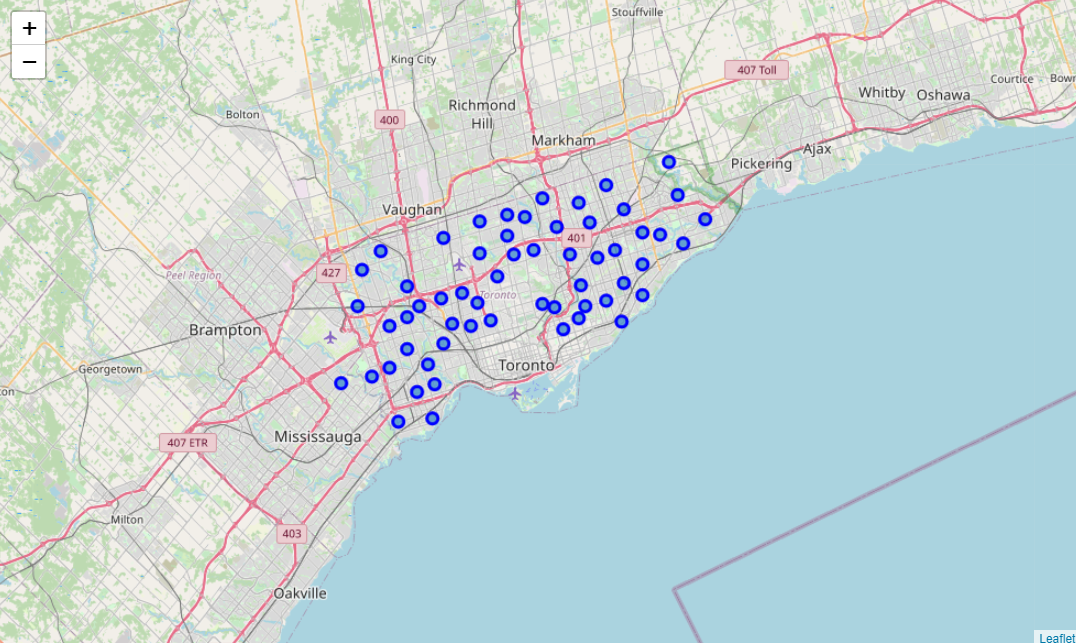 +
−
Stouffville
King City
407 Toll
Courtice
Bowr
Whitby
Oshawa
Richmond
Hill
Bolton
400
Markham
Ajax
Pickering
Vaughan
401
Peel Region
427
Toronto
Brampton
Georgetown
Toronto
ton
Mississauga
407 ETR
Milton
403
Oakville
Leaflet